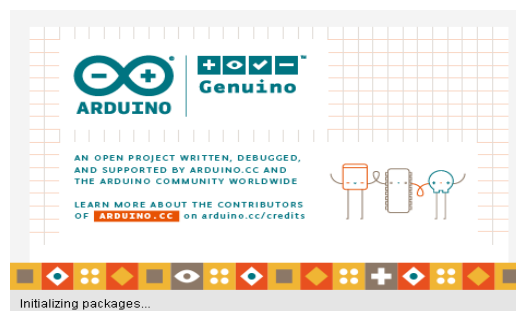 ARDUINO
™
Genuino
AN OPEN PROJECT WRITTEN, DEBUGGED,
AND SUPPORTED BY ARDUINO.CC AND
THE ARDUINO COMMUNITY WORLDWIDE
LEARN MORE ABOUT THE CONTRIBUTORS
OF ARDUINO.CC on arduino.cc/credits
Initializing packages...